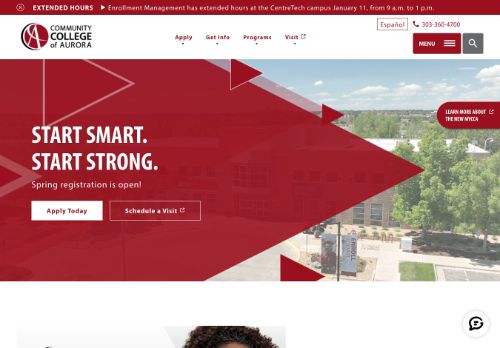 EXTENDED HOURS ▶ Enrollment Management has extended hours at the CentreTech campus January 11, from 9 a.m. to 1 p.m.
COMMUNITY
COLLEGE
of AURORA
Apply
Get Info
Programs
Visit
Español
303-360-4700
MENU
LEARN MORE ABOUT
THE NEW MYCCA
START SMART.
START STRONG.
Spring registration is open!
Apply Today
Schedule a Visit